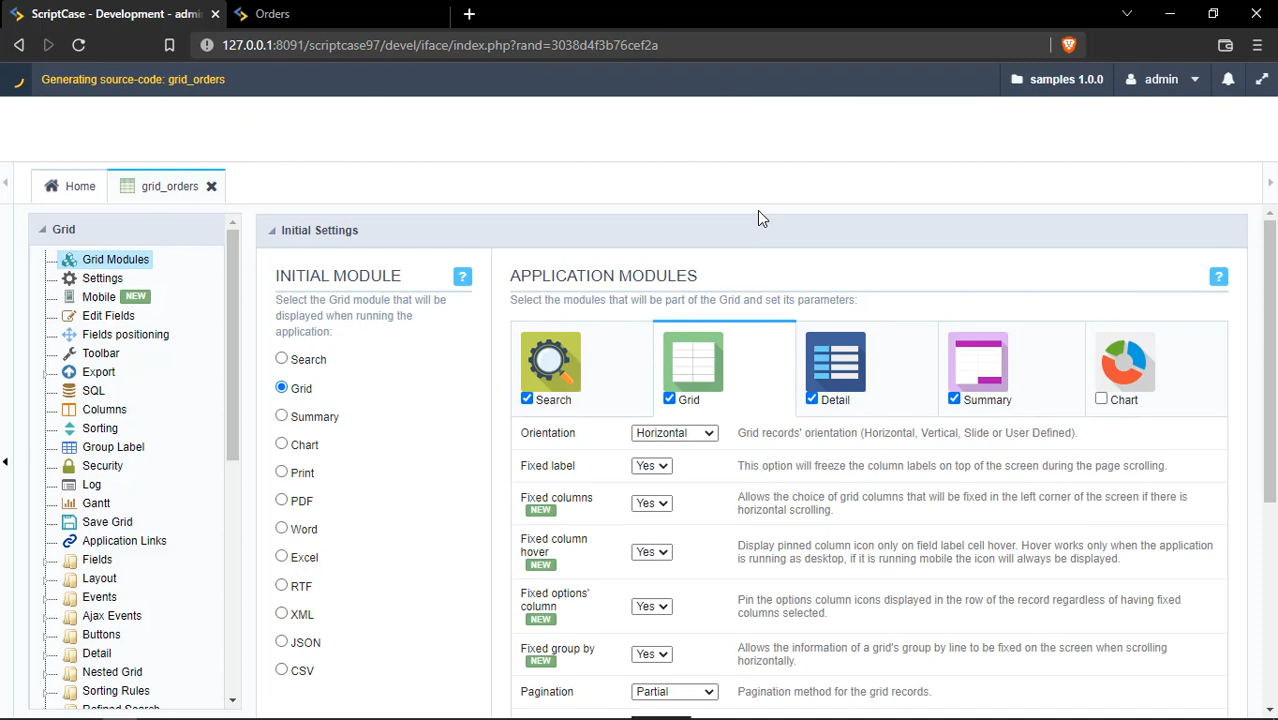 ScriptCase - Development - admin
Orders
127.0.0.1:8091/scriptcase97/devel/iface/index.php?rand=3038d4f3b76cef2a
Generating source-code: grid_orders
samples 1.0.0
admin
Home
grid_orders
Grid
Grid Modules
Settings
Mobile NEW
Edit Fields
Fields positioning
Toolbar
Export
SQL
Columns
Sorting
Group Label
Security
Log
Gantt
Save Grid
Application Links
Fields
Layout
Events
Ajax Events
Buttons
Detail
Nested Grid
Sorting Rules
Refined Search
Initial Settings
INITIAL MODULE
?
Select the Grid module that will be
displayed when running the
application:
Search
Grid
Summary
Chart
Print
PDF
Word
Excel
RTF
XML
JSON
CSV
APPLICATION MODULES
?
Select the modules that will be part of the Grid and set its parameters:
Search
Grid
Detail
Summary
Chart
Orientation
Horizontal
Grid records' orientation (Horizontal, Vertical, Slide or User Defined).
Fixed label
Yes
This option will freeze the column labels on top of the screen during the page scrolling.
Fixed columns
NEW
Yes
Allows the choice of grid columns that will be fixed in the left corner of the screen if there is
horizontal scrolling.
Fixed column
hover
NEW
Yes
Display pinned column icon only on field label cell hover. Hover works only when the application
is running as desktop, if it is running mobile the icon will always be displayed.
Fixed options'
column
NEW
Yes
Pin the options column icons displayed in the row of the record regardless of having fixed
columns selected.
Fixed group by
NEW
Yes
Allows the information of a grid's group by line to be fixed on the screen when scrolling
horizontally.
Pagination
Partial
Pagination method for the grid records.